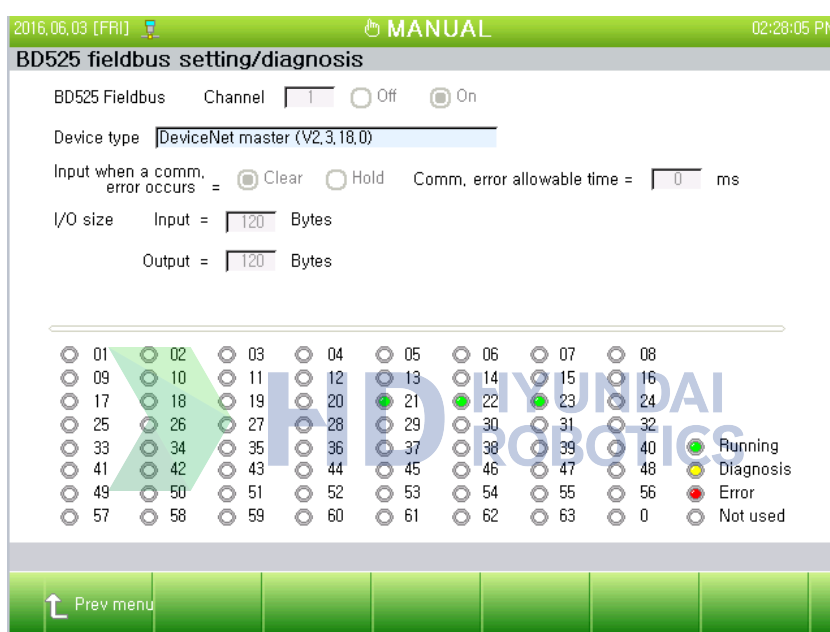 2016,06,03 [FRI] MANUAL 02:28:05 PM
BD525 fieldbus setting/diagnosis
BD525 Fieldbus Channel 1 Off On
Device type DeviceNet master (V2,3,18,0)
Input when a comm, error occurs = Clear Hold Comm, error allowable time = 0 ms
I/O size Input = 120 Bytes
Output = 120 Bytes
01 02 03 04 05 06 07 08
09 10 11 12 13 14 15 16
17 18 19 20 21 22 23 24
25 26 27 28 29 30 31 32
33 34 35 36 37 38 39 40 Running
41 42 43 44 45 46 47 48 Diagnosis
49 50 51 52 53 54 55 56 Error
57 58 59 60 61 62 63 0 Not used
HD HYUNDAI
ROBOTICS
Prev menu